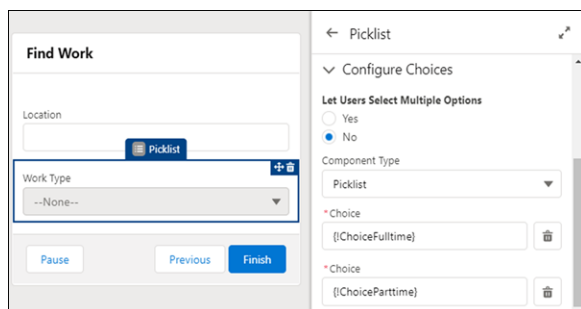 Find Work
Location
Picklist
Work Type
--None--
Pause
Previous
Finish
Picklist
Configure Choices
Let Users Select Multiple Options
Yes
No
Component Type
Picklist
*Choice
{!ChoiceFulltime}
*Choice
{!ChoiceParttime}